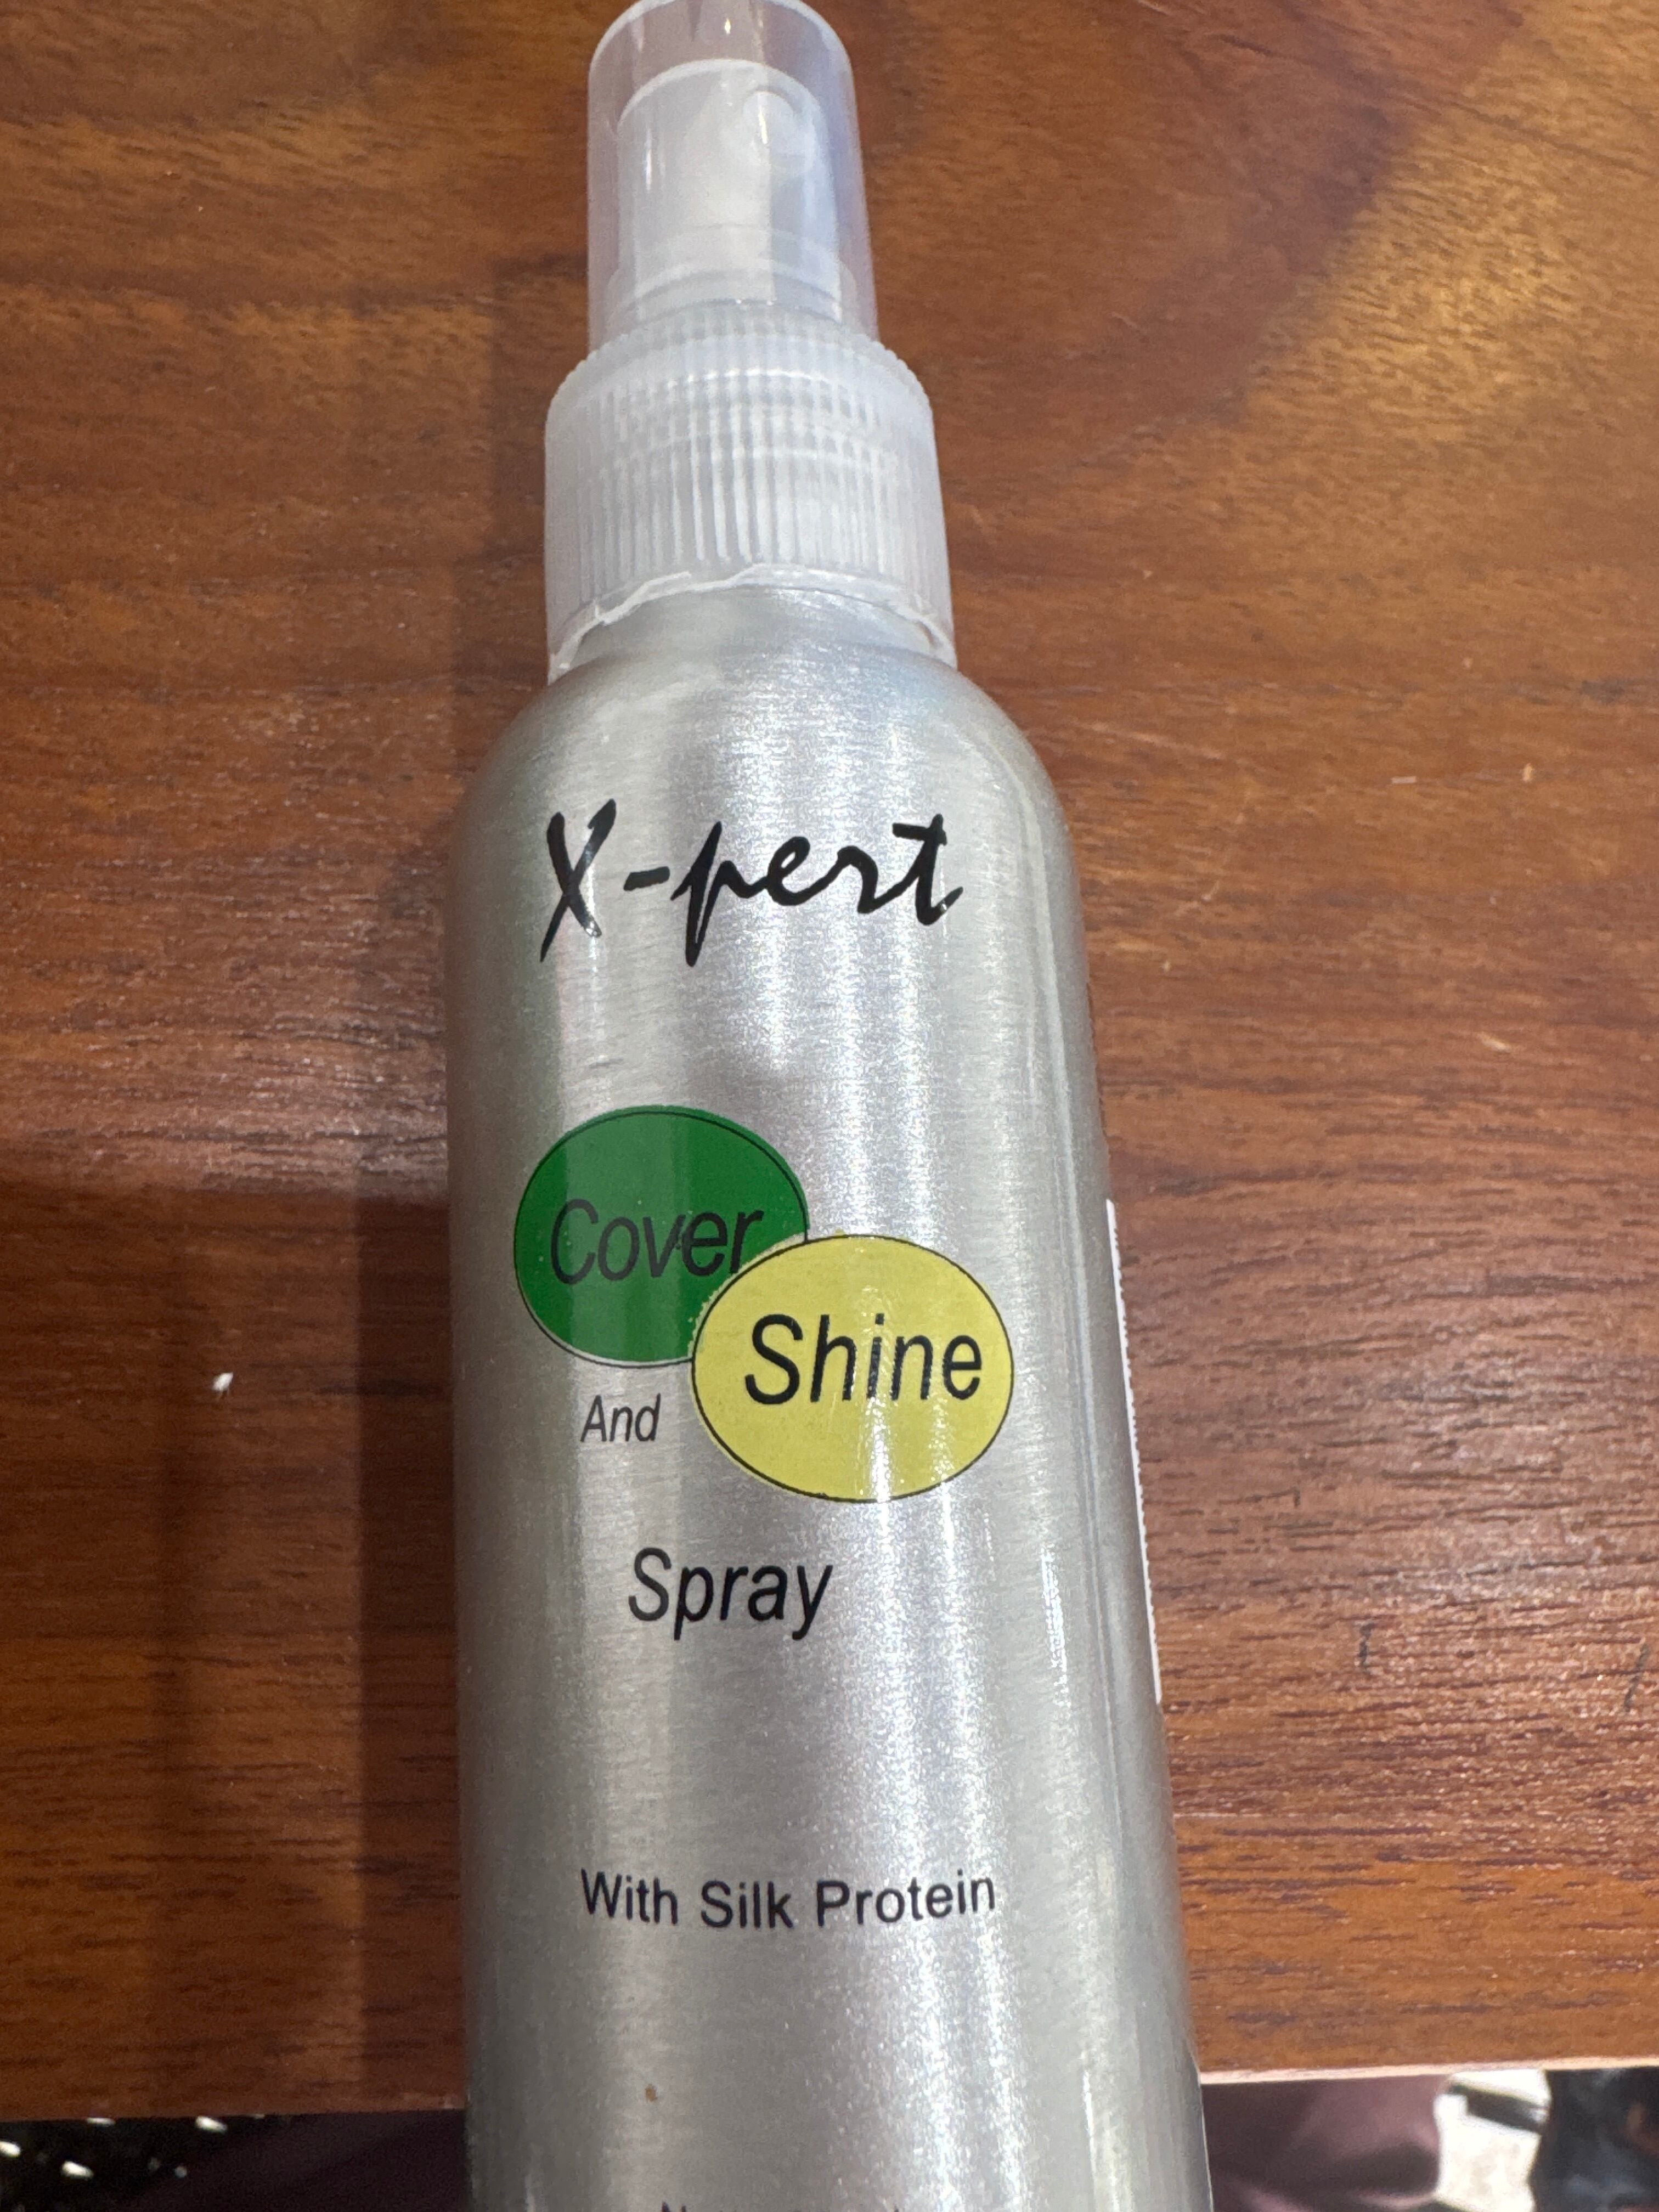 X-pert
Cover
Shine
And
Spray
With Silk Protein